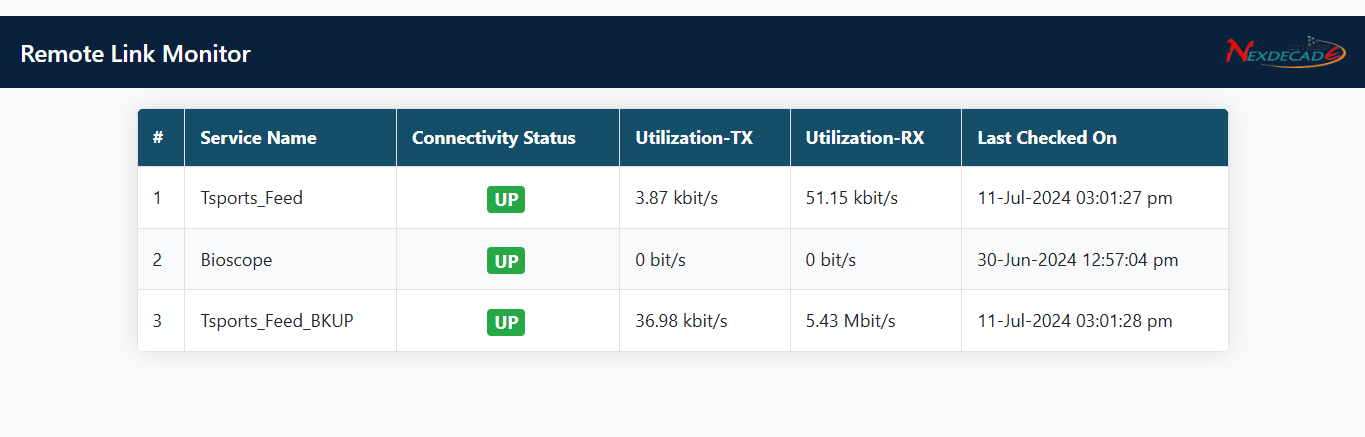 Remote Link Monitor
NEXDECADE
# Service Name Connectivity Status Utilization-TX Utilization-RX Last Checked On
1 Tsports_Feed UP 3.87 kbit/s 51.15 kbit/s 11-Jul-2024 03:01:27 pm
2 Bioscope UP 0 bit/s 0 bit/s 30-Jun-2024 12:57:04 pm
3 Tsports_Feed_BKUP UP 36.98 kbit/s 5.43 Mbit/s 11-Jul-2024 03:01:28 pm